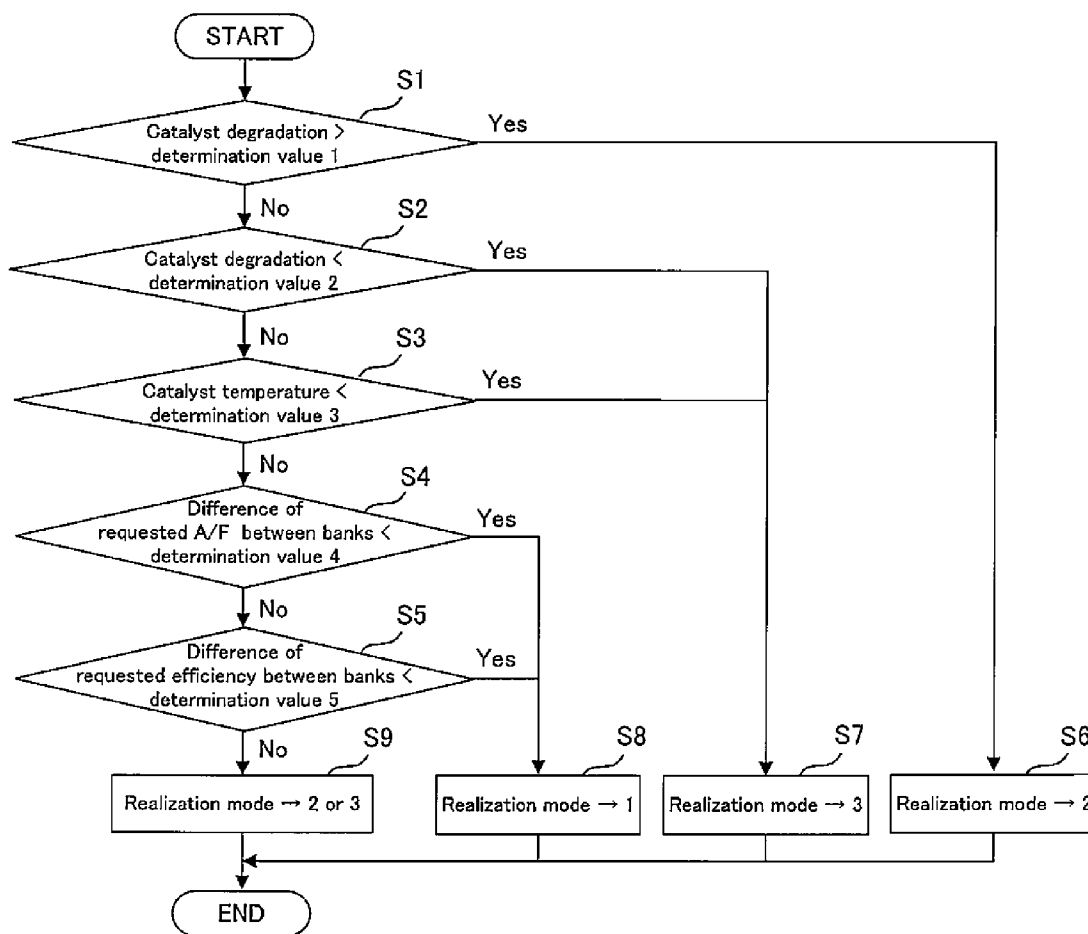 START
S1
Catalyst degradation >
determination value 1
Yes
No
S2
Catalyst degradation <
determination value 2
Yes
No
S3
Catalyst temperature <
determination value 3
Yes
No
S4
Difference of
requested A/F between banks <
determination value 4
Yes
No
S5
Difference of
requested efficiency between banks <
determination value 5
Yes
No
S9
Realization mode → 2 or 3
S8
Realization mode → 1
S7
Realization mode → 3
S6
Realization mode → 2
END